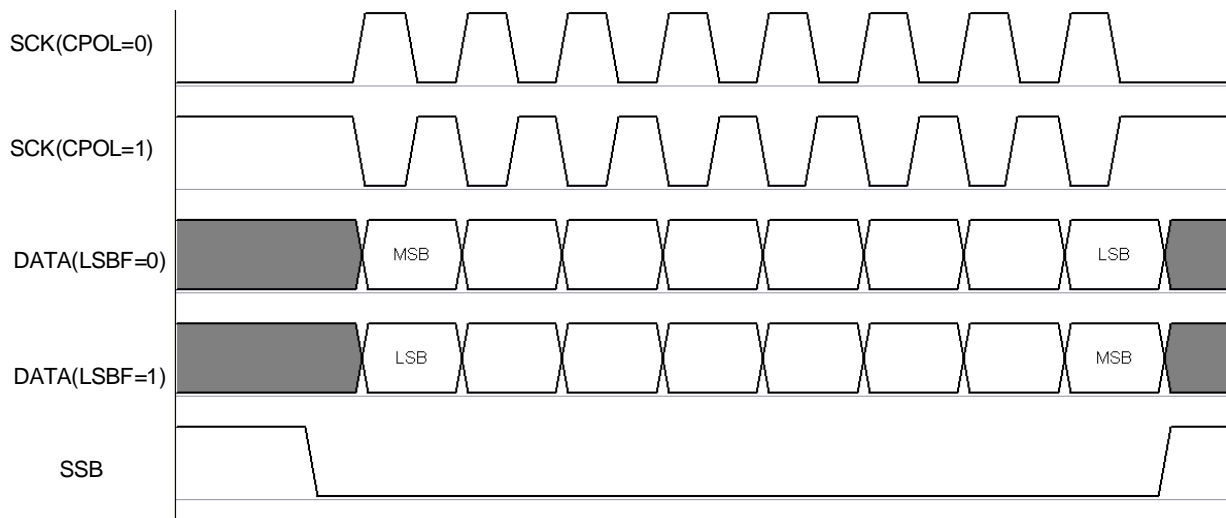 SCK(CPOL=0)
SCK(CPOL=1)
DATA(LSBF=0)
MSB
LSB
DATA(LSBF=1)
LSB
MSB
SSB